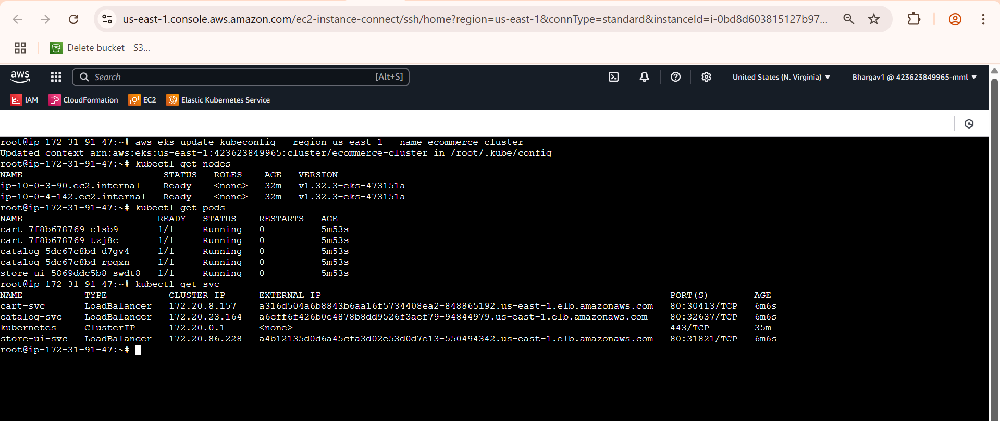 us-east-1.console.aws.amazon.com/ec2-instance-connect/ssh/home?region=us-east-1&connType=standard&instanceId=i-0bd8d603815127b97...
Delete bucket - S3...
aws Search [Alt+S] United States (N. Virginia) ▼ Bhargav1 @ 423623849965-mml ▼
IAM CloudFormation EC2 Elastic Kubernetes Service
root@ip-172-31-91-47:~# aws eks update-kubeconfig --region us-east-1 --name ecommerce-cluster
Updated context arn:aws:eks:us-east-1:423623849965:cluster/ecommerce-cluster in /root/.kube/config
root@ip-172-31-91-47:~# kubectl get nodes
NAME STATUS ROLES AGE VERSION
ip-10-0-3-90.ec2.internal Ready <none> 32m v1.32.3-eks-473151a
ip-10-0-4-142.ec2.internal Ready <none> 32m v1.32.3-eks-473151a
root@ip-172-31-91-47:~# kubectl get pods
NAME READY STATUS RESTARTS AGE
cart-7f8b678769-clsb9 1/1 Running 0 5m53s
cart-7f8b678769-tzj8c 1/1 Running 0 5m53s
catalog-5dc67c8bd-d7gv4 1/1 Running 0 5m53s
catalog-5dc67c8bd-rpqxn 1/1 Running 0 5m53s
store-ui-5869ddc5b8-swdt8 1/1 Running 0 5m53s
root@ip-172-31-91-47:~# kubectl get svc
NAME TYPE CLUSTER-IP EXTERNAL-IP PORT(S) AGE
cart-svc LoadBalancer 172.20.8.157 a316d504a6b8843b6aa16f5734408ea2-848865192.us-east-1.elb.amazonaws.com 80:30413/TCP 6m6s
catalog-svc LoadBalancer 172.20.23.164 a6cff6f426b0e4878b8dd9526f3aef79-94844979.us-east-1.elb.amazonaws.com 80:32637/TCP 6m6s
kubernetes ClusterIP 172.20.0.1 <none> 443/TCP 35m
store-ui-svc LoadBalancer 172.20.86.228 a4b12135d0d6a45cfa3d02e53d0d7e13-550494342.us-east-1.elb.amazonaws.com 80:31821/TCP 6m6s
root@ip-172-31-91-47:~#